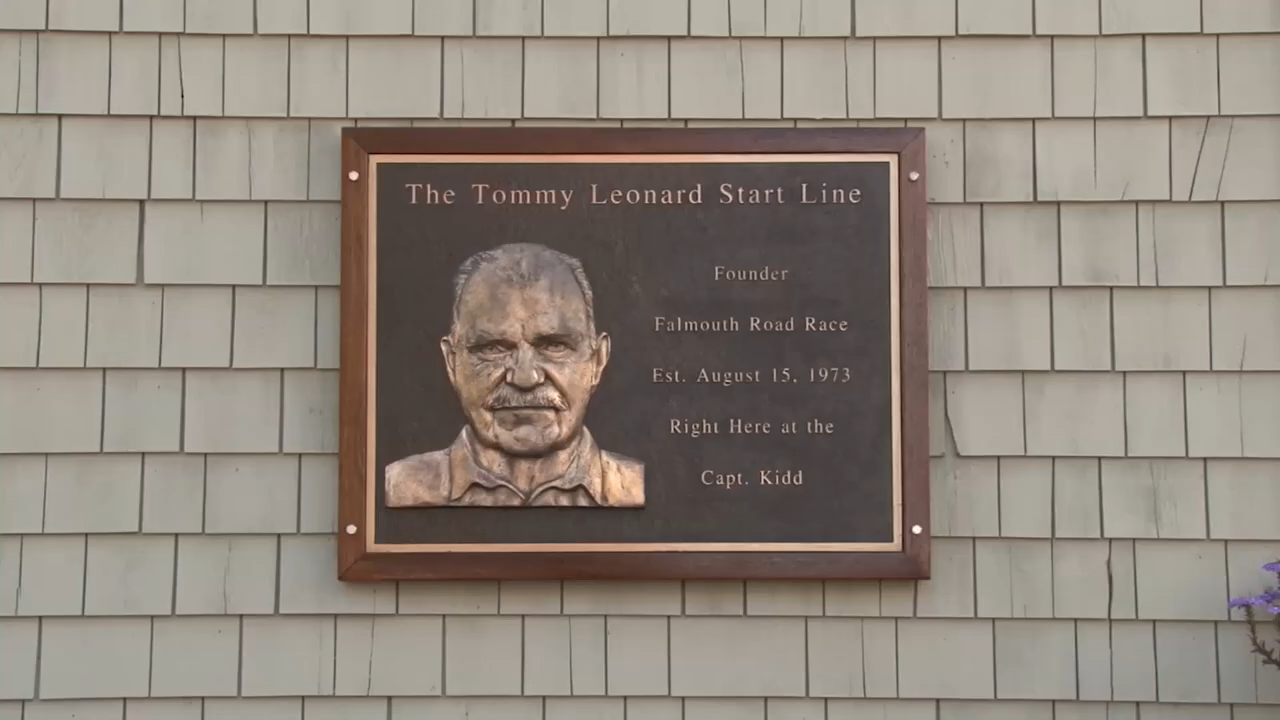 The Tommy Leonard Start Line
Founder
Falmouth Road Race
Est. August 15, 1973
Right Here at the
Capt. Kidd